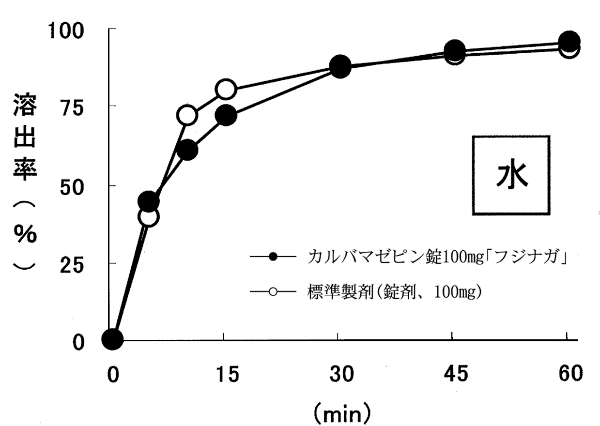 100
75
50
25
0
溶出率(%)
水
カルバマゼピン錠100mg「フジナガ」
標準製剤(錠剤、100mg)
0 15 30 45 60
(min)